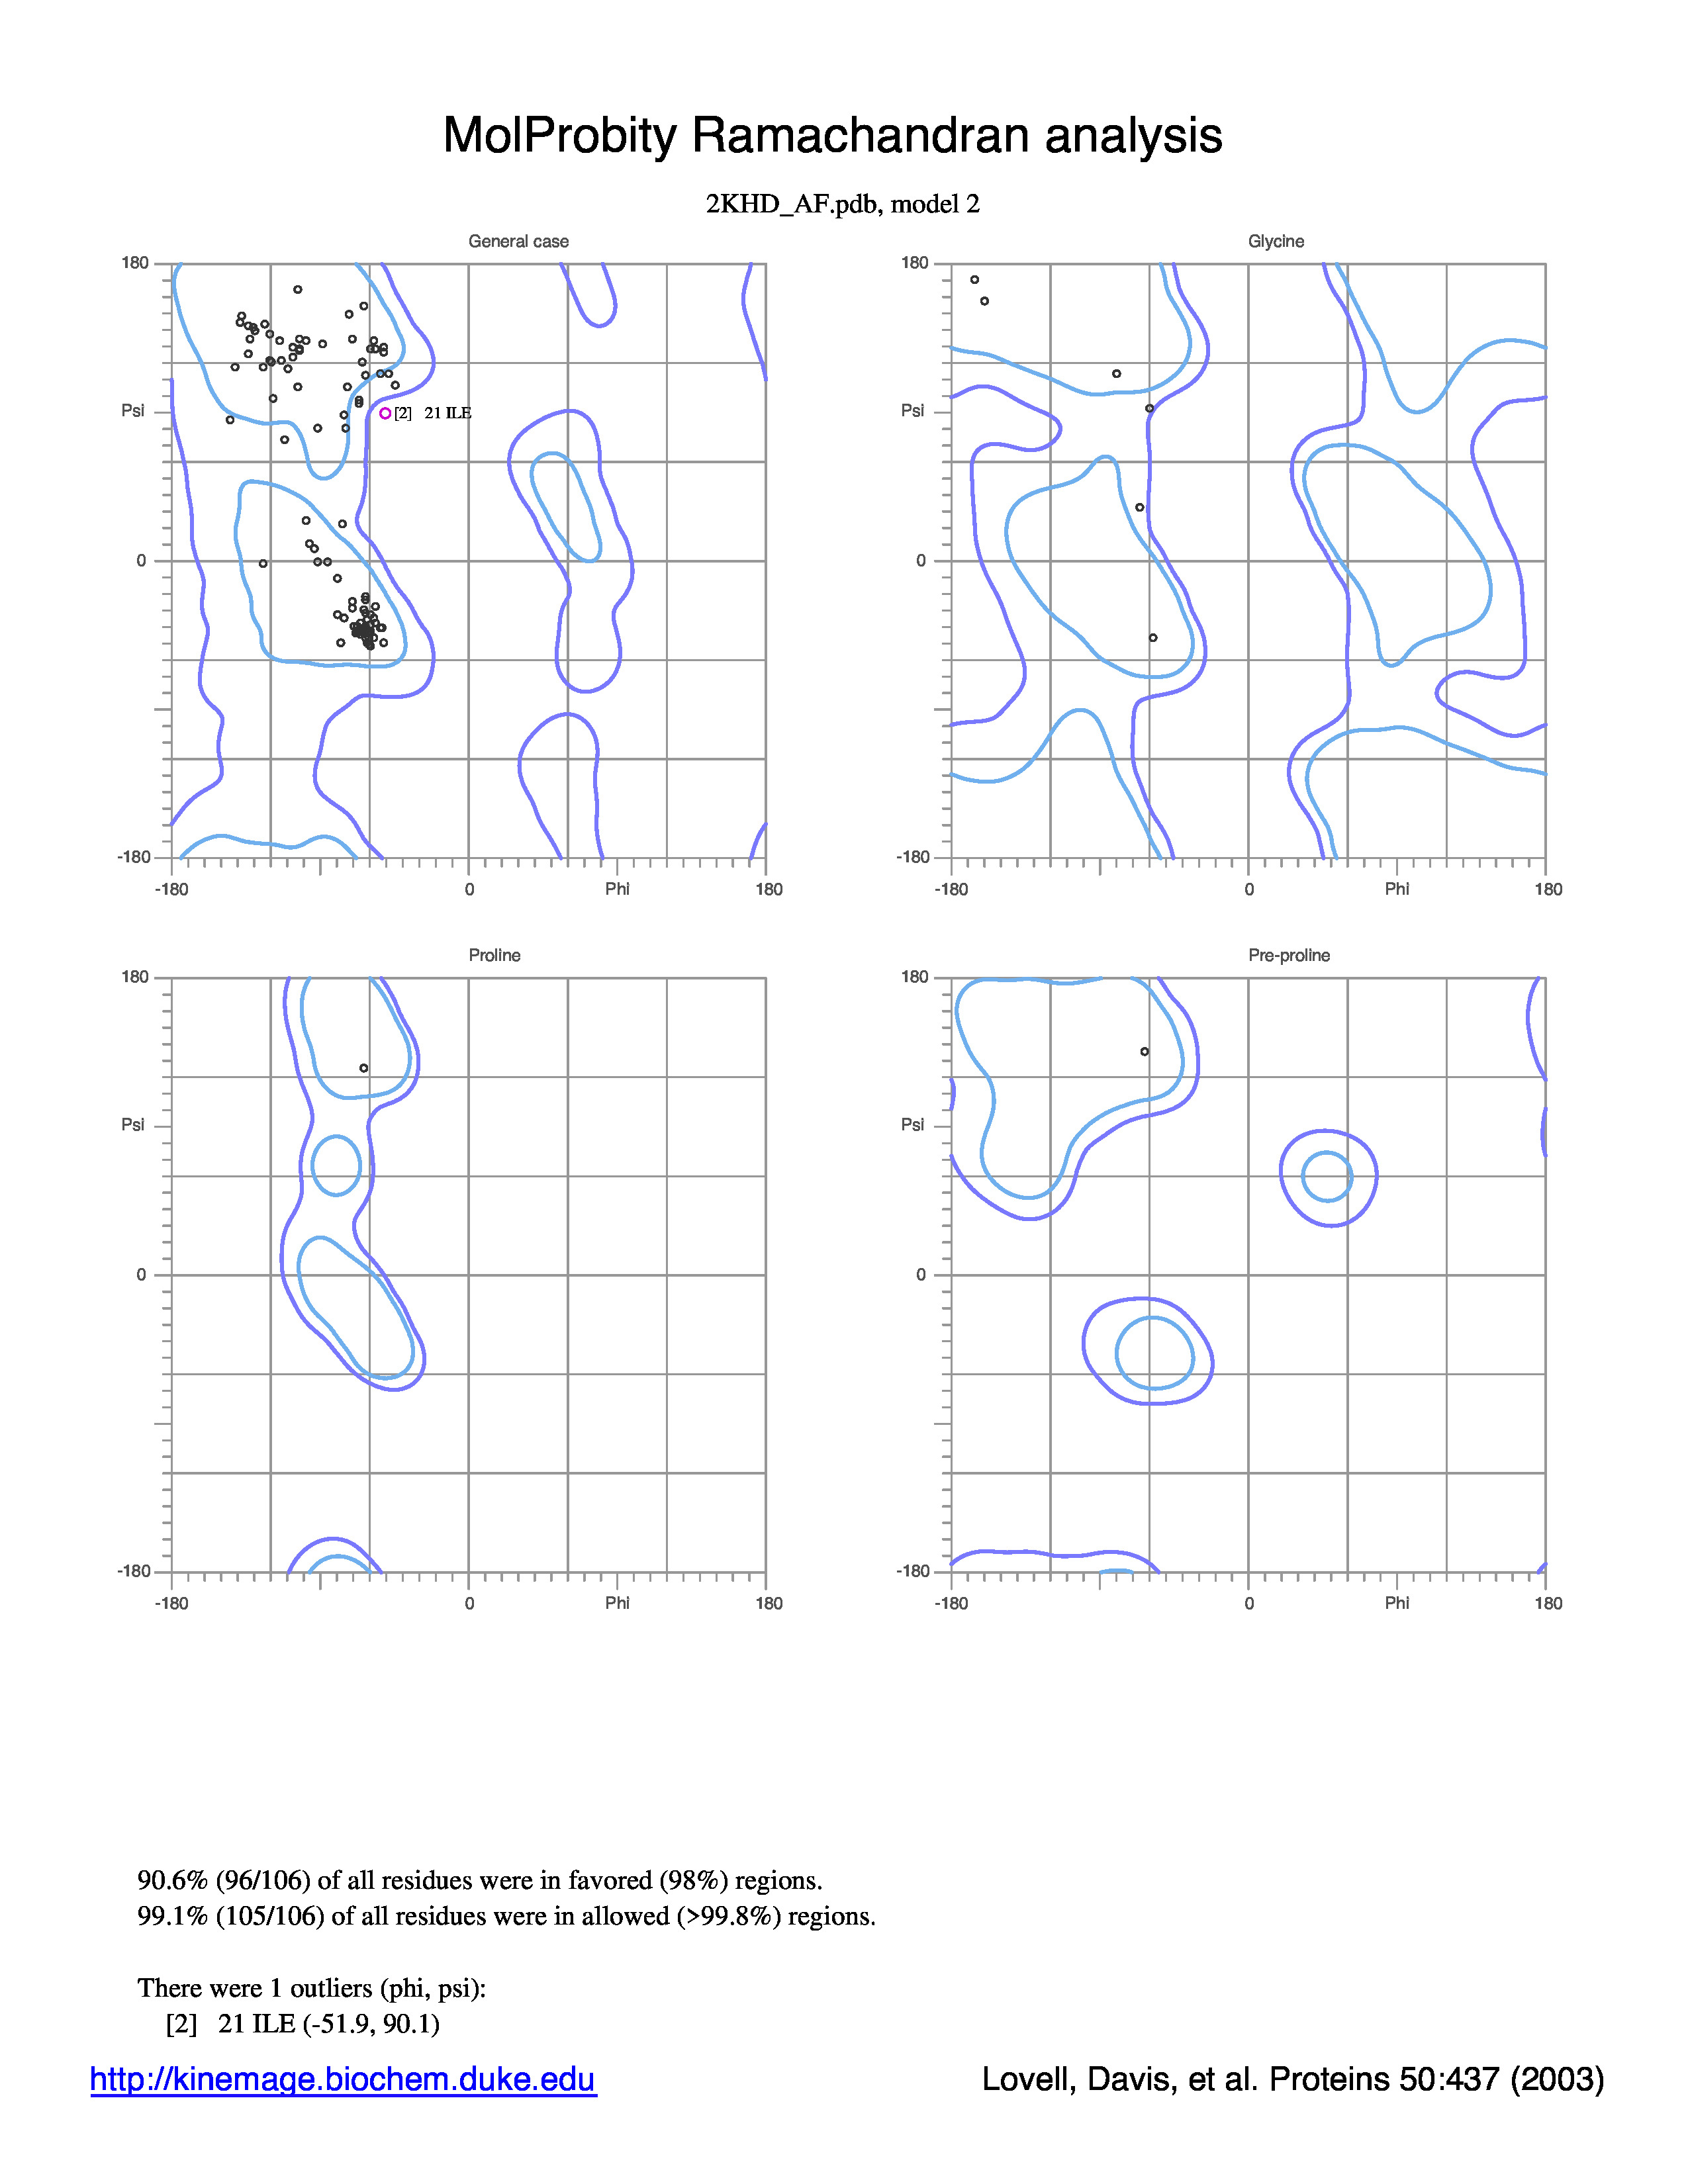 MolProbity Ramachandran analysis
2KHD_AF.pdb, model 2
General case
180
Psi
0
-180
-180
0
Phi
180
[2] 21 ILE
Glycine
180
Psi
0
-180
-180
0
Phi
180
Proline
180
Psi
0
-180
-180
0
Phi
180
Pre-proline
180
Psi
0
-180
-180
0
Phi
180
90.6% (96/106) of all residues were in favored (98%) regions.
99.1% (105/106) of all residues were in allowed (>99.8%) regions.
There were 1 outliers (phi, psi):
[2] 21 ILE (-51.9, 90.1)
http://kinemage.biochem.duke.edu
Lovell, Davis, et al. Proteins 50:437 (2003)